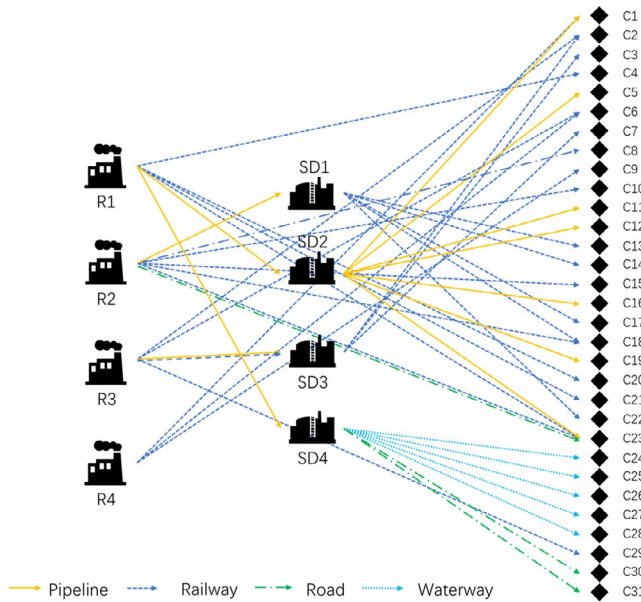 R1
R2
R3
R4
SD1
SD2
SD3
SD4
C1
C2
C3
C4
C5
C6
C7
C8
C9
C10
C11
C12
C13
C14
C15
C16
C17
C18
C19
C20
C21
C22
C23
C24
C25
C26
C27
C28
C29
C30
C31
Pipeline Railway Road Waterway